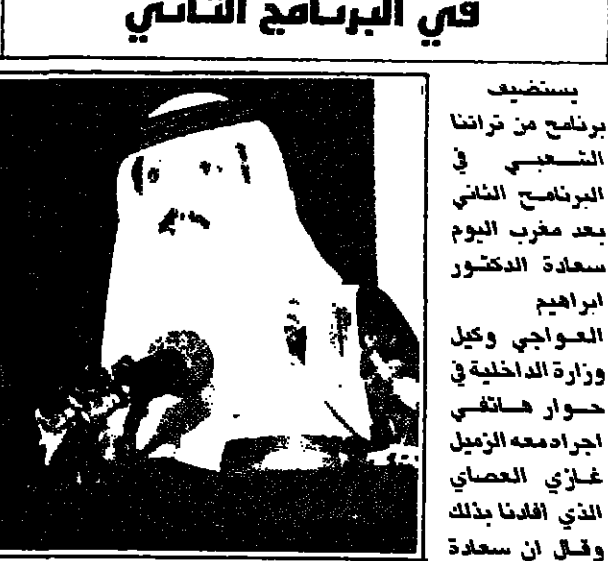 في البرنامج الثاني
يستضيف
برنامج من تراثنا
الشعبي في
البرنامج الثاني
بعد مغرب اليوم
سعادة الدكتور
ابراهيم
العواجي وكيل
وزارة الداخلية في
حوار هاتفي
اجراه معه الزميل
غازي العصاي
الذي أفادنا بذلك
وقال ان سعادة